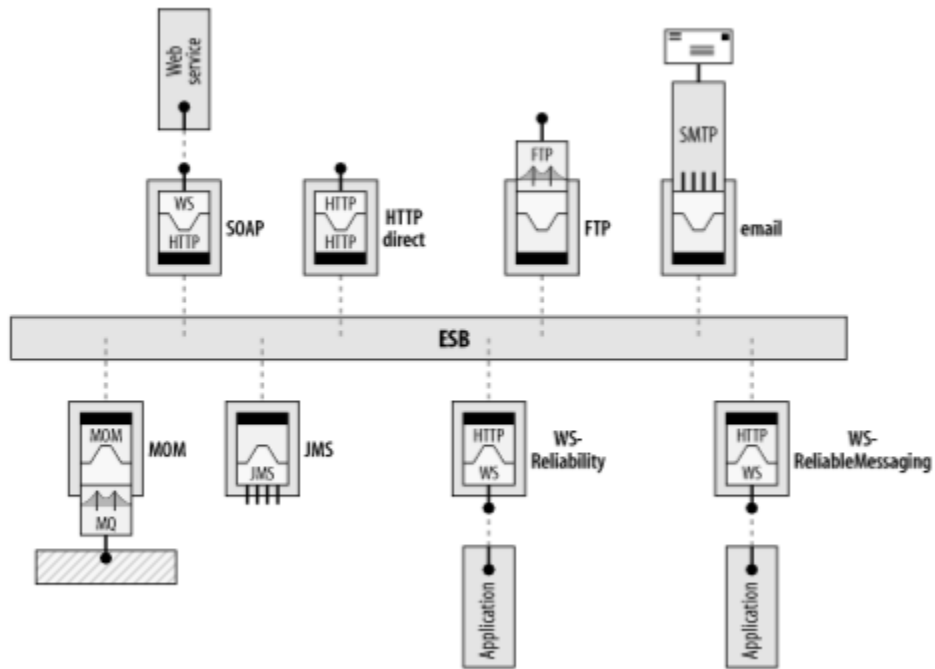 Web
service
SMTP
FTP
WS
HTTP
SOAP
HTTP
HTTP
HTTP
direct
FTP
email
ESB
MOM
MOM
MQ
JMS
JMS
HTTP
WS
WS-
Reliability
HTTP
WS
WS-
ReliableMessaging
Application
Application